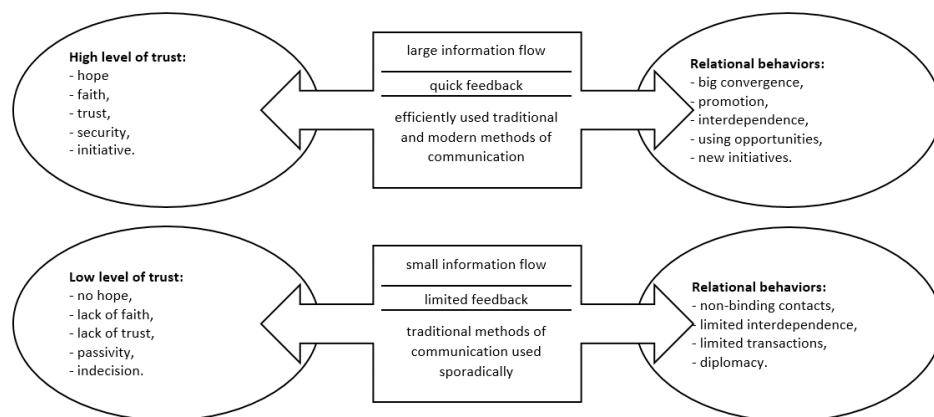 High level of trust:
- hope
- faith,
- trust,
- security,
- initiative.
large information flow
quick feedback
efficiently used traditional
and modern methods of
communication
Relational behaviors:
- big convergence,
- promotion,
- interdependence,
- using opportunities,
- new initiatives.
Low level of trust:
- no hope,
- lack of faith,
- lack of trust,
- passivity,
- indecision.
small information flow
limited feedback
traditional methods of
communication used
sporadically
Relational behaviors:
- non-binding contacts,
- limited interdependence,
- limited transactions,
- diplomacy.